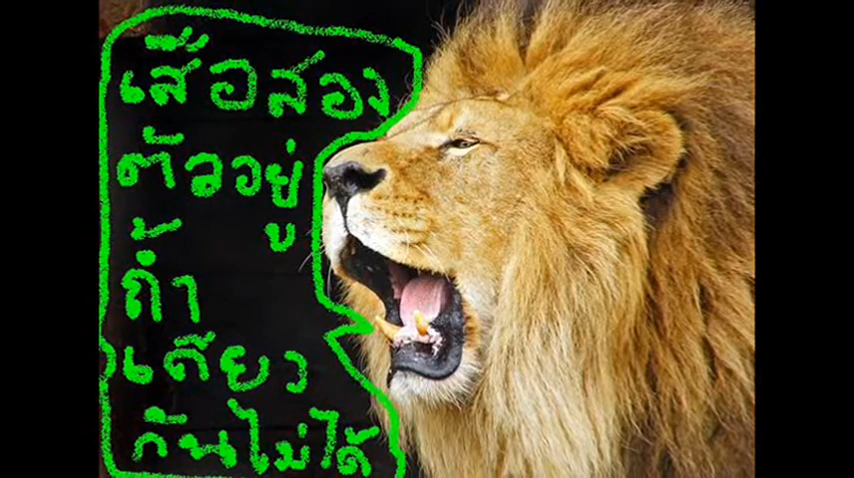 เสือสอง
ตัวอยู่
ถ้ำ
เดียว
กันไม่ได้